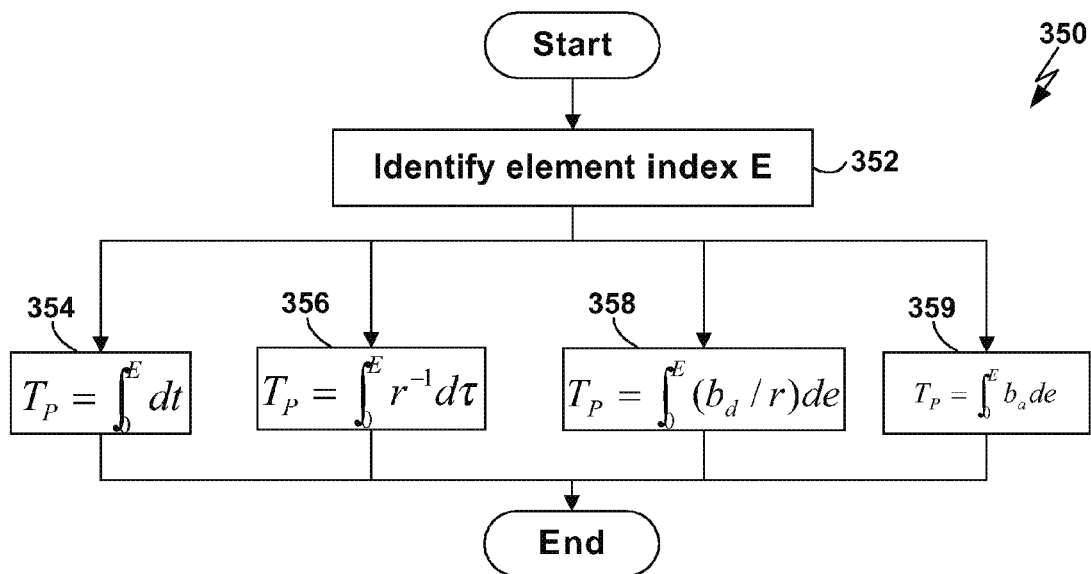 Start
350
Identify element index E
352
354
356
358
359
T_P = ∫_0^E dt
T_P = ∫_0^E r^{-1} dτ
T_P = ∫_0^E (b_d / r) de
T_P = ∫_0^E b_a de
End